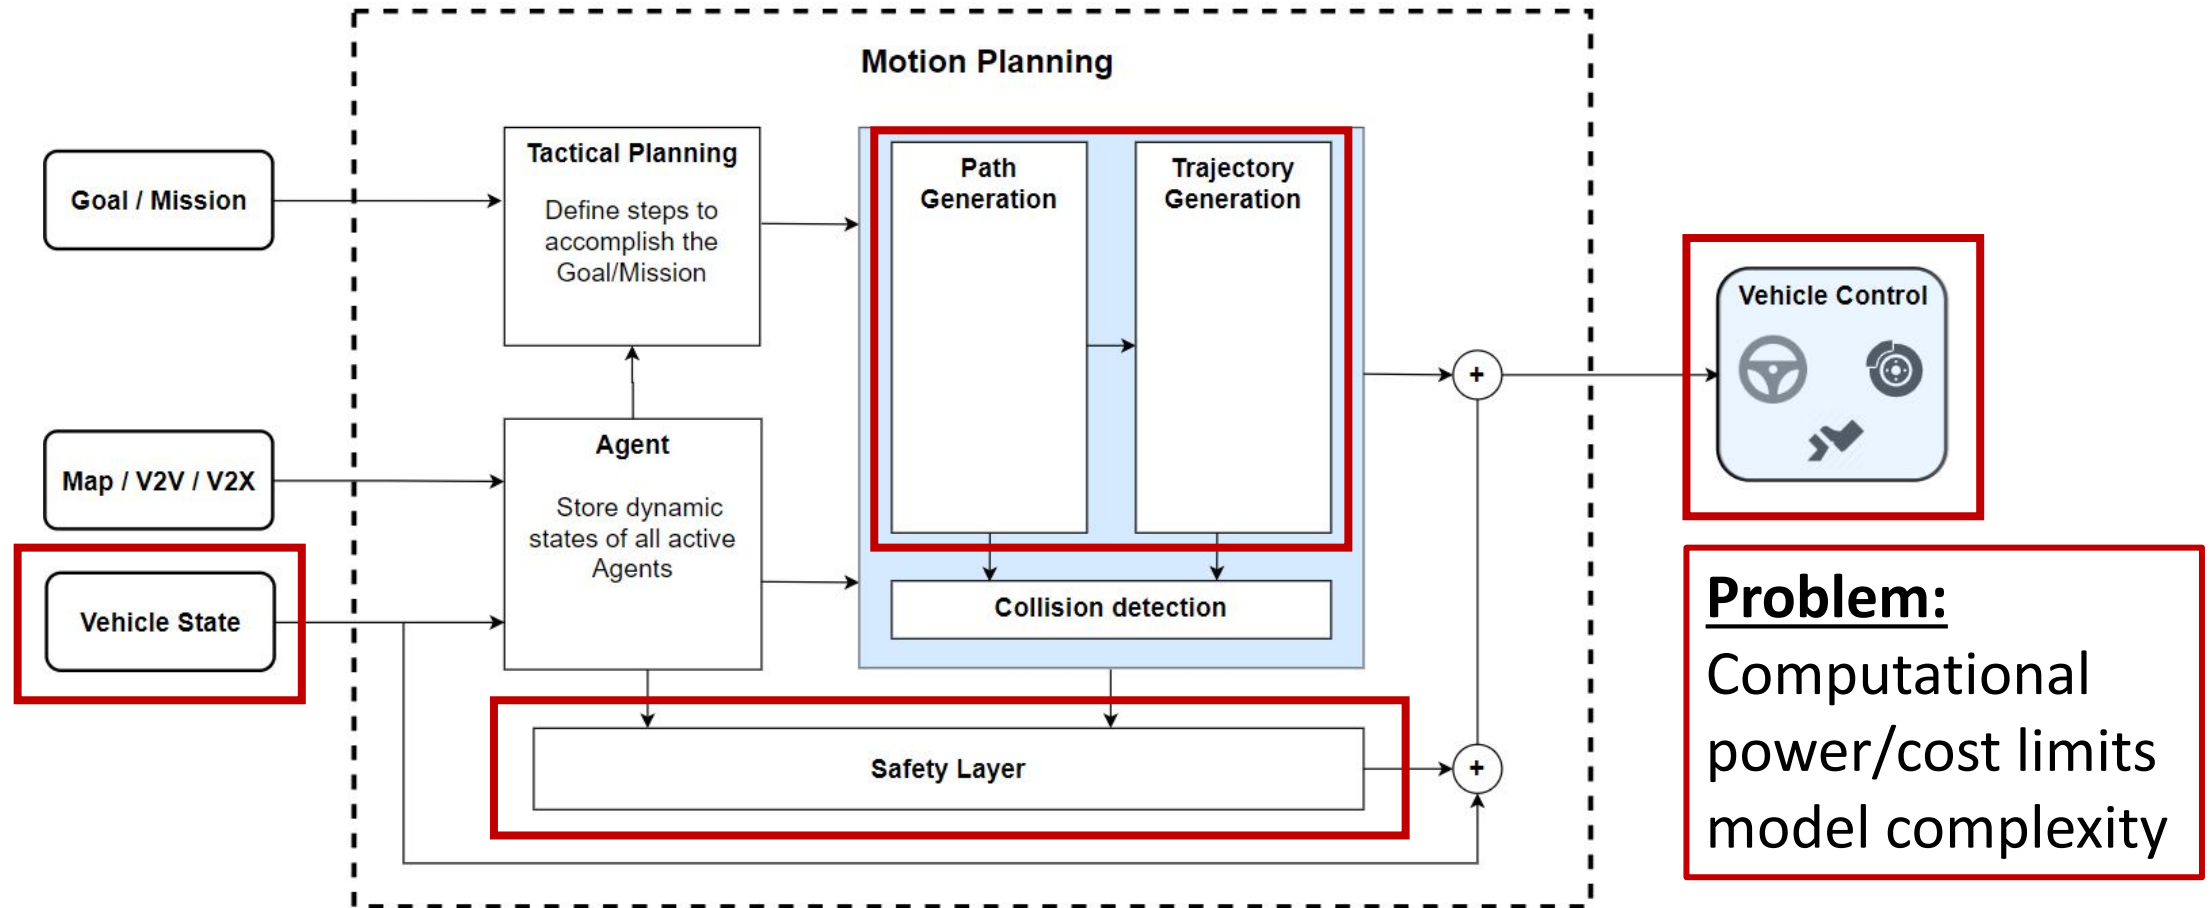 Motion Planning
Goal / Mission
Tactical Planning
Define steps to
accomplish the
Goal/Mission
Path
Generation
Trajectory
Generation
Vehicle Control
+
Map / V2V / V2X
Agent
Store dynamic
states of all active
Agents
Vehicle State
Collision detection
Safety Layer
+
Problem:
Computational
power/cost limits
model complexity